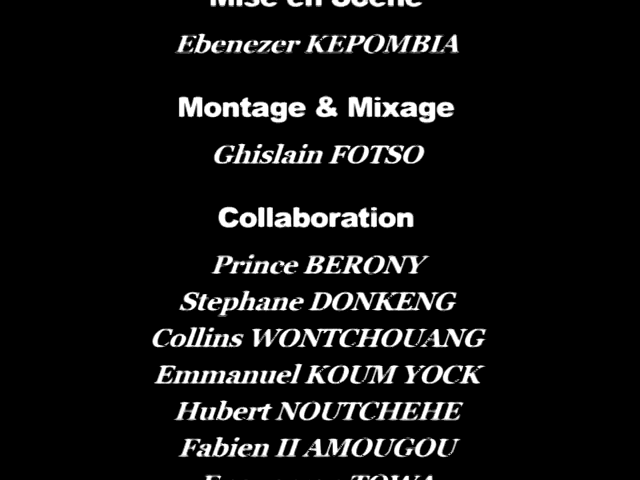 Mise en Scène
Ebenezer KEPOMBIA
Montage & Mixage
Ghislain FOTSO
Collaboration
Prince BERONY
Stephane DONKENG
Collins WONTCHOUANG
Emmanuel KOUM YOCK
Hubert NOUTCHEHE
Fabien II AMOUGOU
TOWA